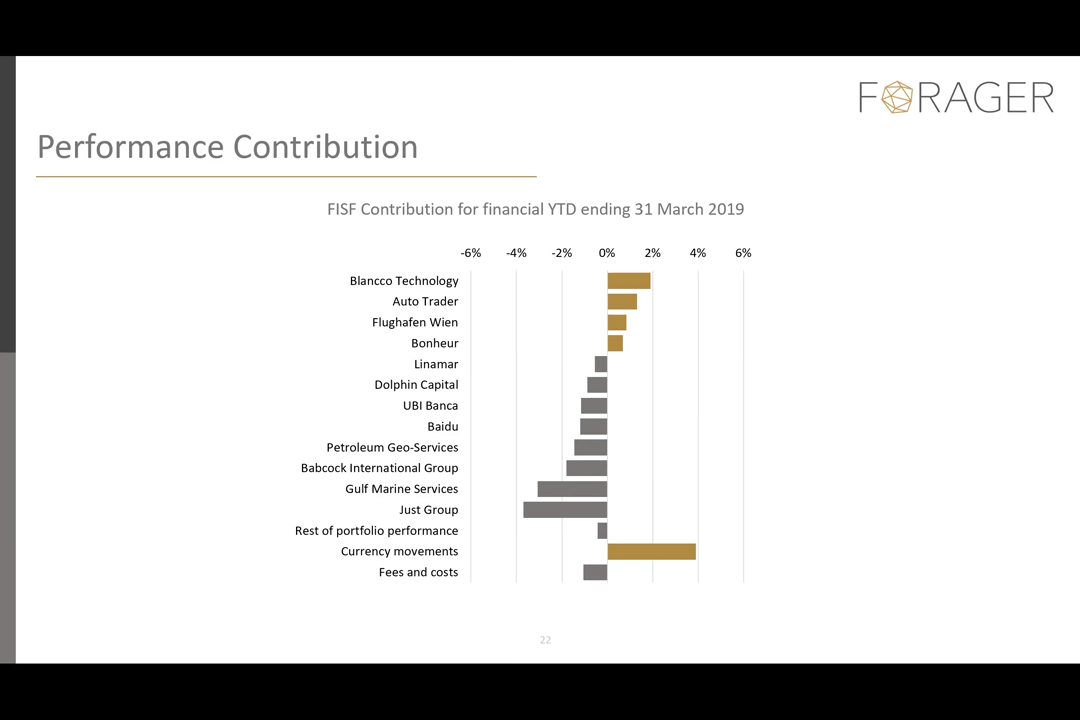 FORAGER
Performance Contribution
FISF Contribution for financial YTD ending 31 March 2019
-6% -4% -2% 0% 2% 4% 6%
Blancco Technology
Auto Trader
Flughafen Wien
Bonheur
Linamar
Dolphin Capital
UBI Banca
Baidu
Petroleum Geo-Services
Babcock International Group
Gulf Marine Services
Just Group
Rest of portfolio performance
Currency movements
Fees and costs
22